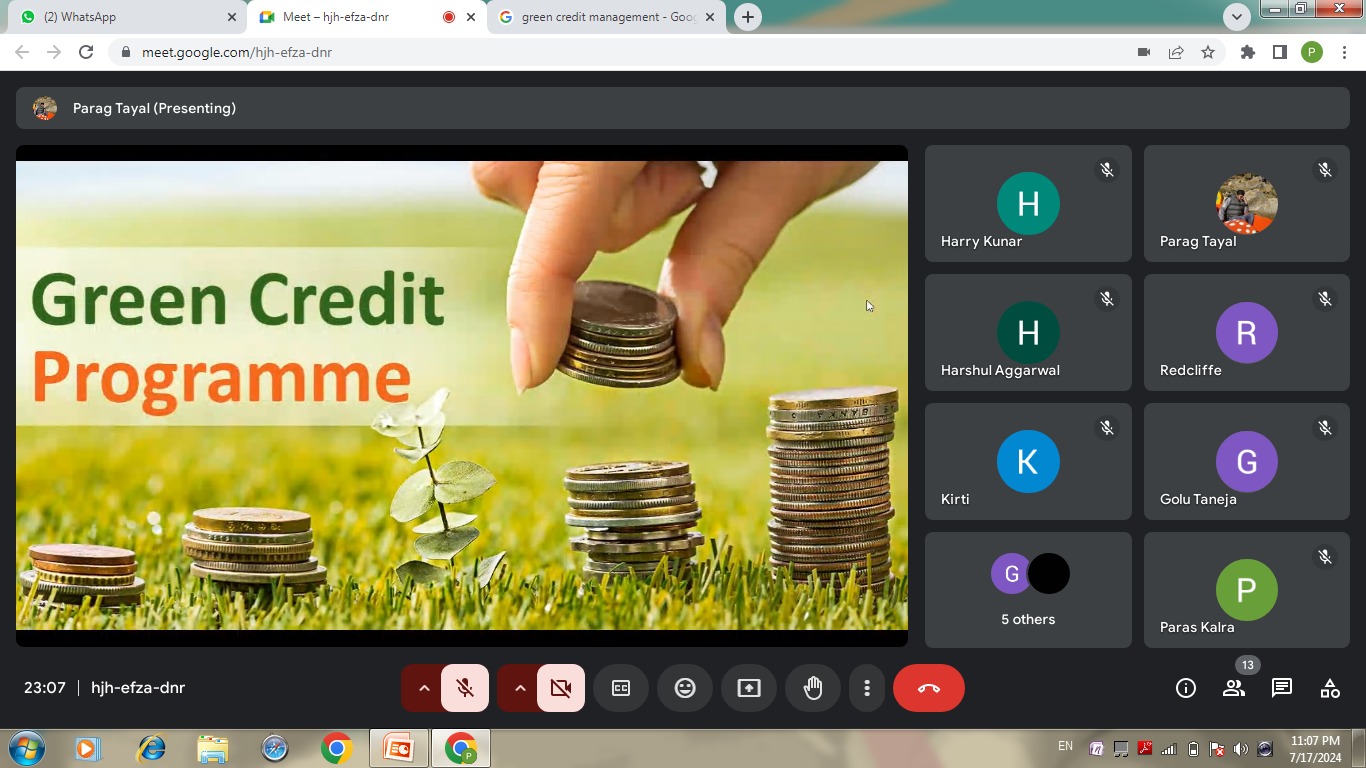 (2) WhatsApp
Meet – hjh-efza-dnr
green credit management - Goo
meet.google.com/hjh-efza-dnr
P
Parag Tayal (Presenting)
Green Credit
Programme
H
Harry Kunar
Parag Tayal
H
Harshul Aggarwal
R
Redcliffe
K
Kirti
G
Golu Taneja
G
5 others
P
Paras Kalra
23:07 | hjh-efza-dnr
CC
13
EN
11:07 PM
7/17/2024